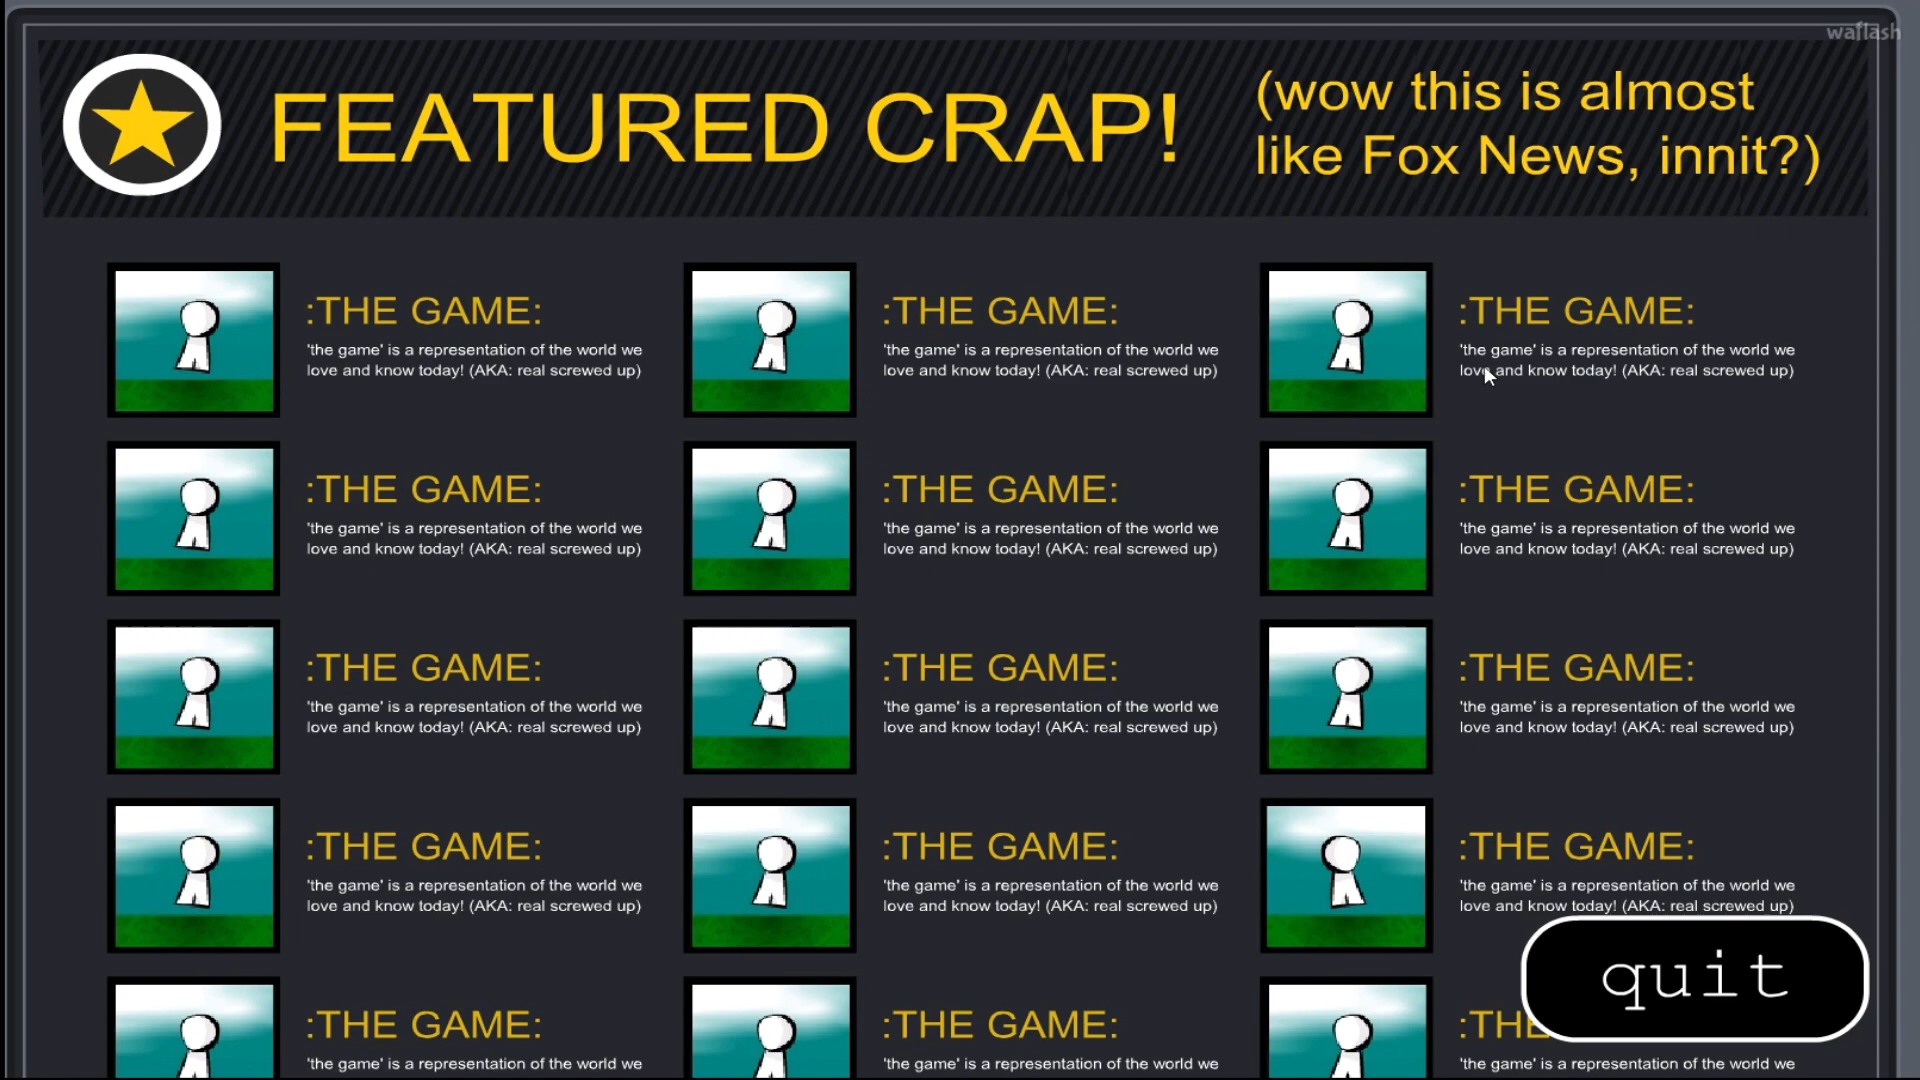 waflash
FEATURED CRAP!
(wow this is almost
like Fox News, innit?)
:THE GAME:
'the game' is a representation of the world we
love and know today! (AKA: real screwed up)
:THE GAME:
'the game' is a representation of the world we
love and know today! (AKA: real screwed up)
:THE GAME:
'the game' is a representation of the world we
love and know today! (AKA: real screwed up)
:THE GAME:
'the game' is a representation of the world we
love and know today! (AKA: real screwed up)
:THE GAME:
'the game' is a representation of the world we
love and know today! (AKA: real screwed up)
:THE GAME:
'the game' is a representation of the world we
love and know today! (AKA: real screwed up)
:THE GAME:
'the game' is a representation of the world we
love and know today! (AKA: real screwed up)
:THE GAME:
'the game' is a representation of the world we
love and know today! (AKA: real screwed up)
:THE GAME:
'the game' is a representation of the world we
love and know today! (AKA: real screwed up)
:THE GAME:
'the game' is a representation of the world we
love and know today! (AKA: real screwed up)
:THE GAME:
'the game' is a representation of the world we
love and know today! (AKA: real screwed up)
:THE GAME:
'the game' is a representation of the world we
love and know today! (AKA: real screwed up)
:THE GAME:
'the game' is a representation of the world we
:THE GAME:
'the game' is a representation of the world we
:THE
'the game' is a representation of the world we
quit